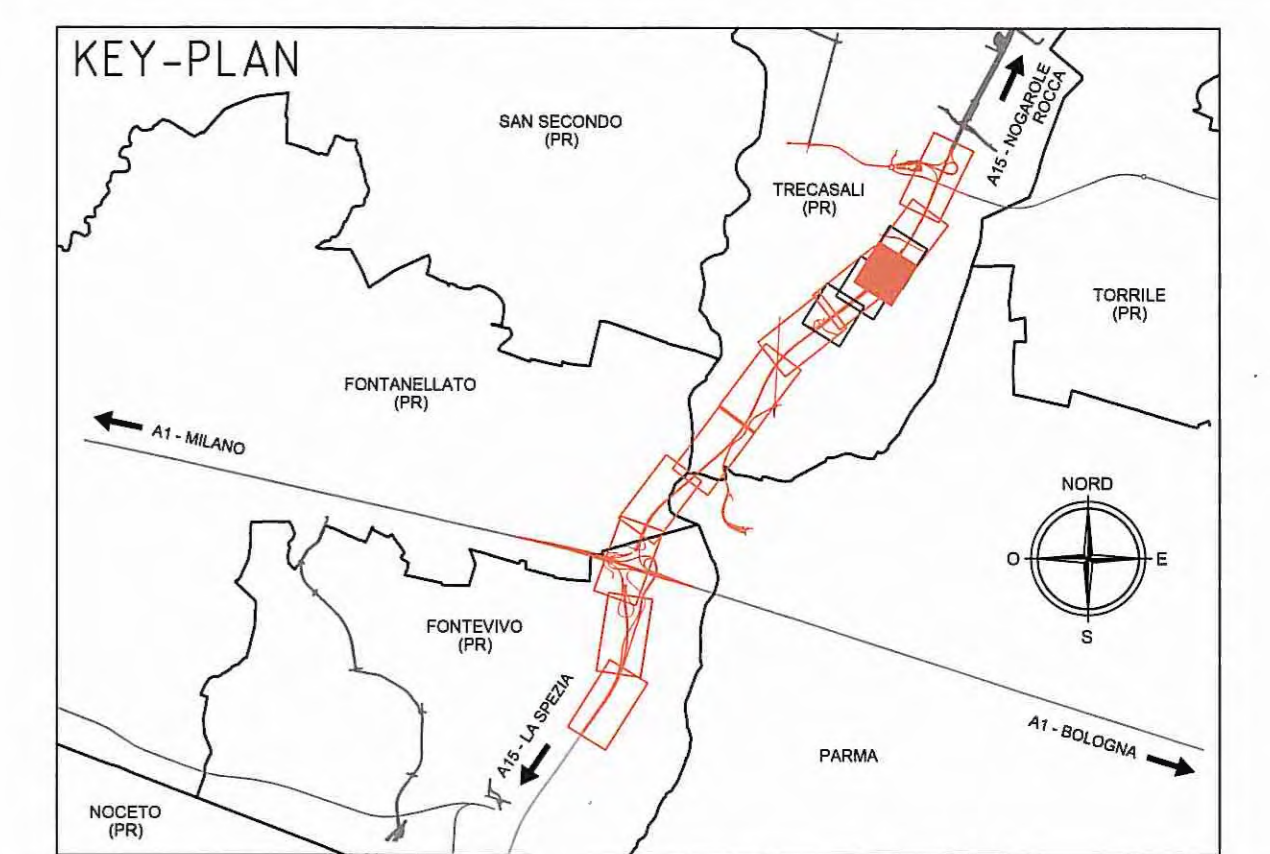 KEY-PLAN
SAN SECONDO
(PR)
A15 - NOGAROLE
ROCCA
TRECASALI
(PR)
TORRILE
(PR)
FONTANELLATO
(PR)
A1 - MILANO
NORD
O
E
S
FONTEVIVO
(PR)
A15 - LA SPEZIA
A1 - BOLOGNA
PARMA
NOCETO
(PR)